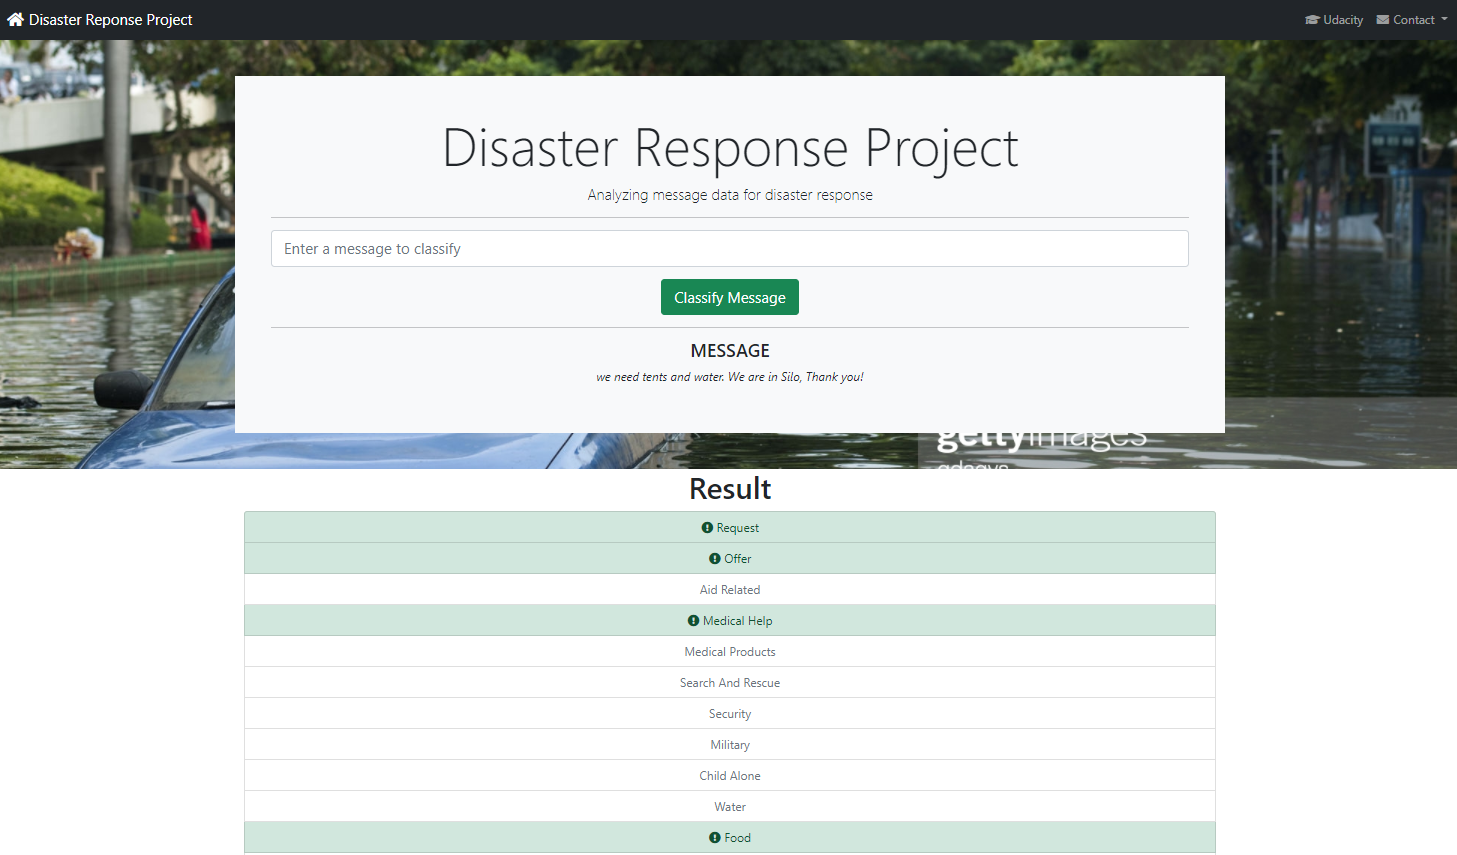 Disaster Reponse Project
Udacity
Contact
Disaster Response Project
Analyzing message data for disaster response
Enter a message to classify
Classify Message
MESSAGE
we need tents and water. We are in Silo, Thank you!
gettyimages
Result
Request
Offer
Aid Related
Medical Help
Medical Products
Search And Rescue
Security
Military
Child Alone
Water
Food